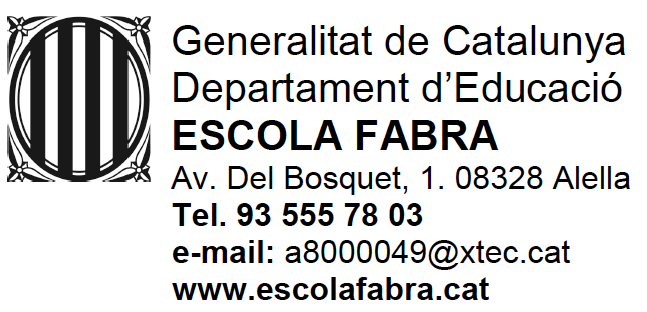 Generalitat de Catalunya
Departament d’Educació
ESCOLA FABRA
Av. Del Bosquet, 1. 08328 Alella
Tel. 93 555 78 03
e-mail: a8000049@xtec.cat
www.escolafabra.cat